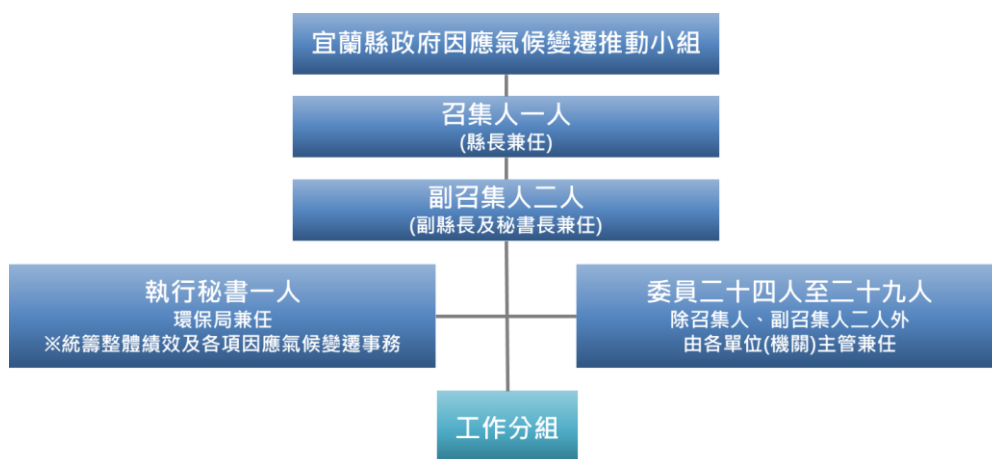 宜蘭縣政府因應氣候變遷推動小組
召集人一人
(縣長兼任)
副召集人二人
(副縣長及秘書長兼任)
執行秘書一人
環保局兼任
※統籌整體績效及各項因應氣候變遷事務
委員二十四人至二十九人
除召集人、副召集人二人外
由各單位(機關)主管兼任
工作分組